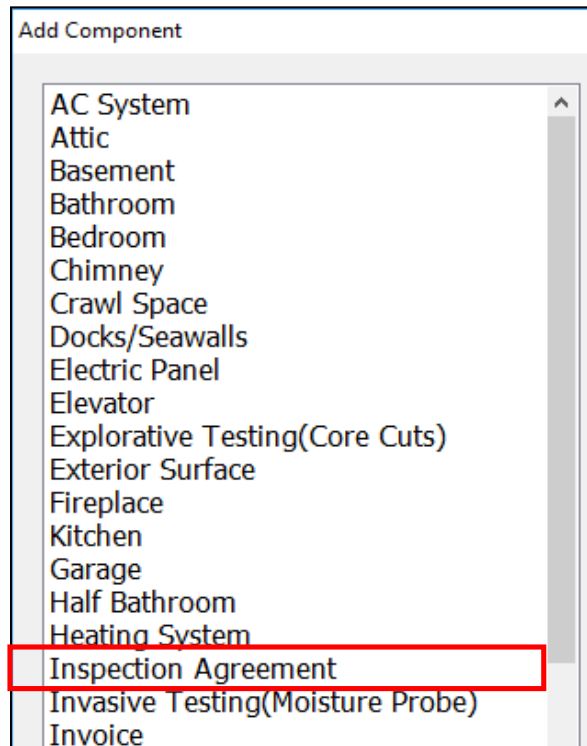 Add Component
AC System
Attic
Basement
Bathroom
Bedroom
Chimney
Crawl Space
Docks/Seawalls
Electric Panel
Elevator
Explorative Testing(Core Cuts)
Exterior Surface
Fireplace
Kitchen
Garage
Half Bathroom
Heating System
Inspection Agreement
Invasive Testing(Moisture Probe)
Invoice